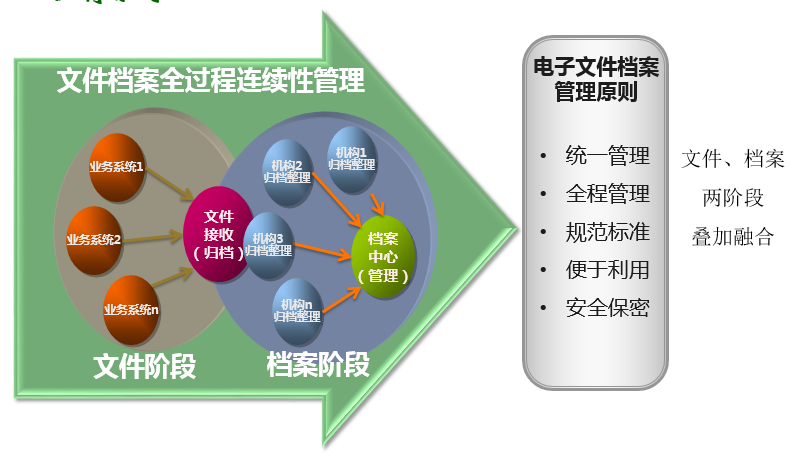 文件档案全过程连续性管理
业务系统1
业务系统2
业务系统n
文件
接收
（归档）
机构1
归档整理
机构2
归档整理
机构3
归档整理
机构n
归档整理
档案
中心
（管理）
文件阶段
档案阶段
电子文件档案
管理原则
• 统一管理
• 全程管理
• 规范标准
• 便于利用
• 安全保密
文件、档案
两阶段
叠加融合